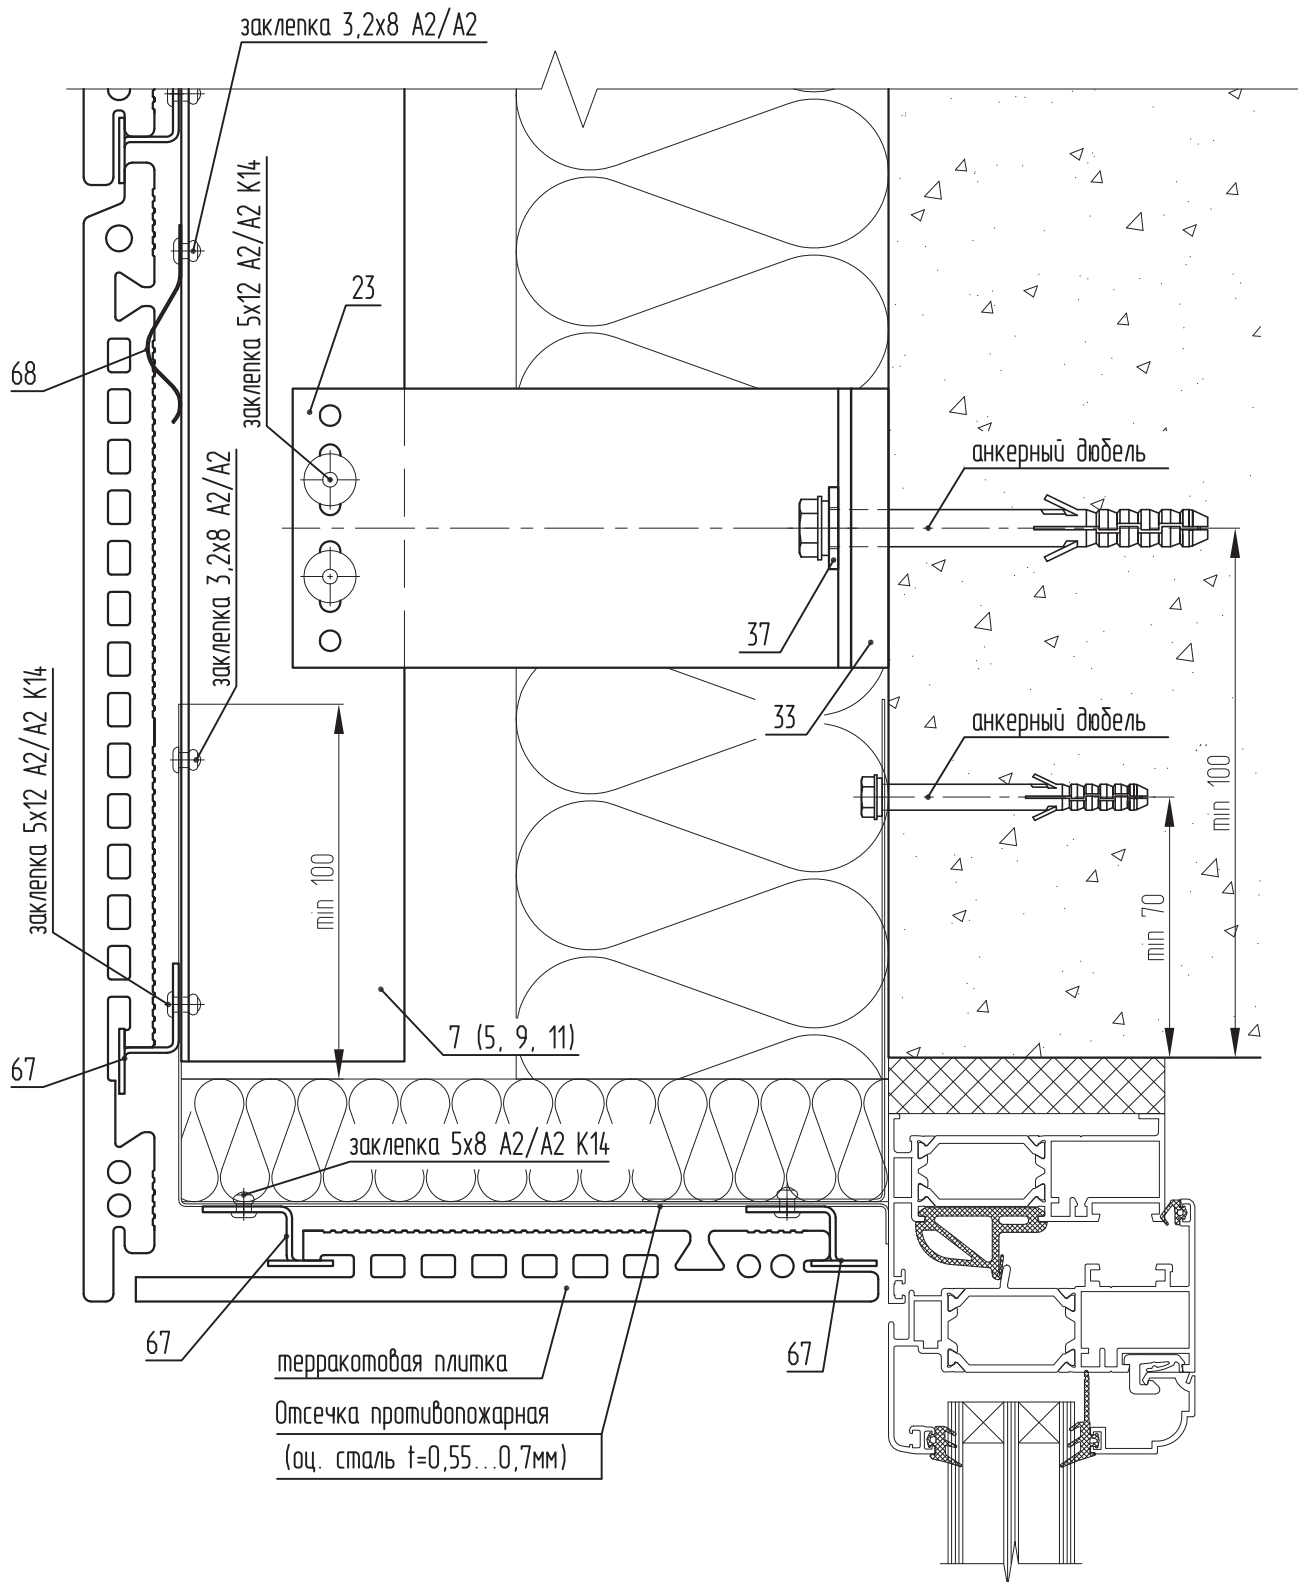 заклепка 3,2х8 А2/А2
заклепка 5х12 А2/А2 К14
23
68
анкерный дюбель
заклепка 3,2х8 А2/А2
37
33
заклепка 5х12 А2/А2 К14
анкерный дюбель
min 100
min 100
min 70
7 (5, 9, 11)
67
заклепка 5х8 А2/А2 К14
67
67
терракотовая плитка
Отсечка противопожарная
(оц. сталь t=0,55...0,7мм)